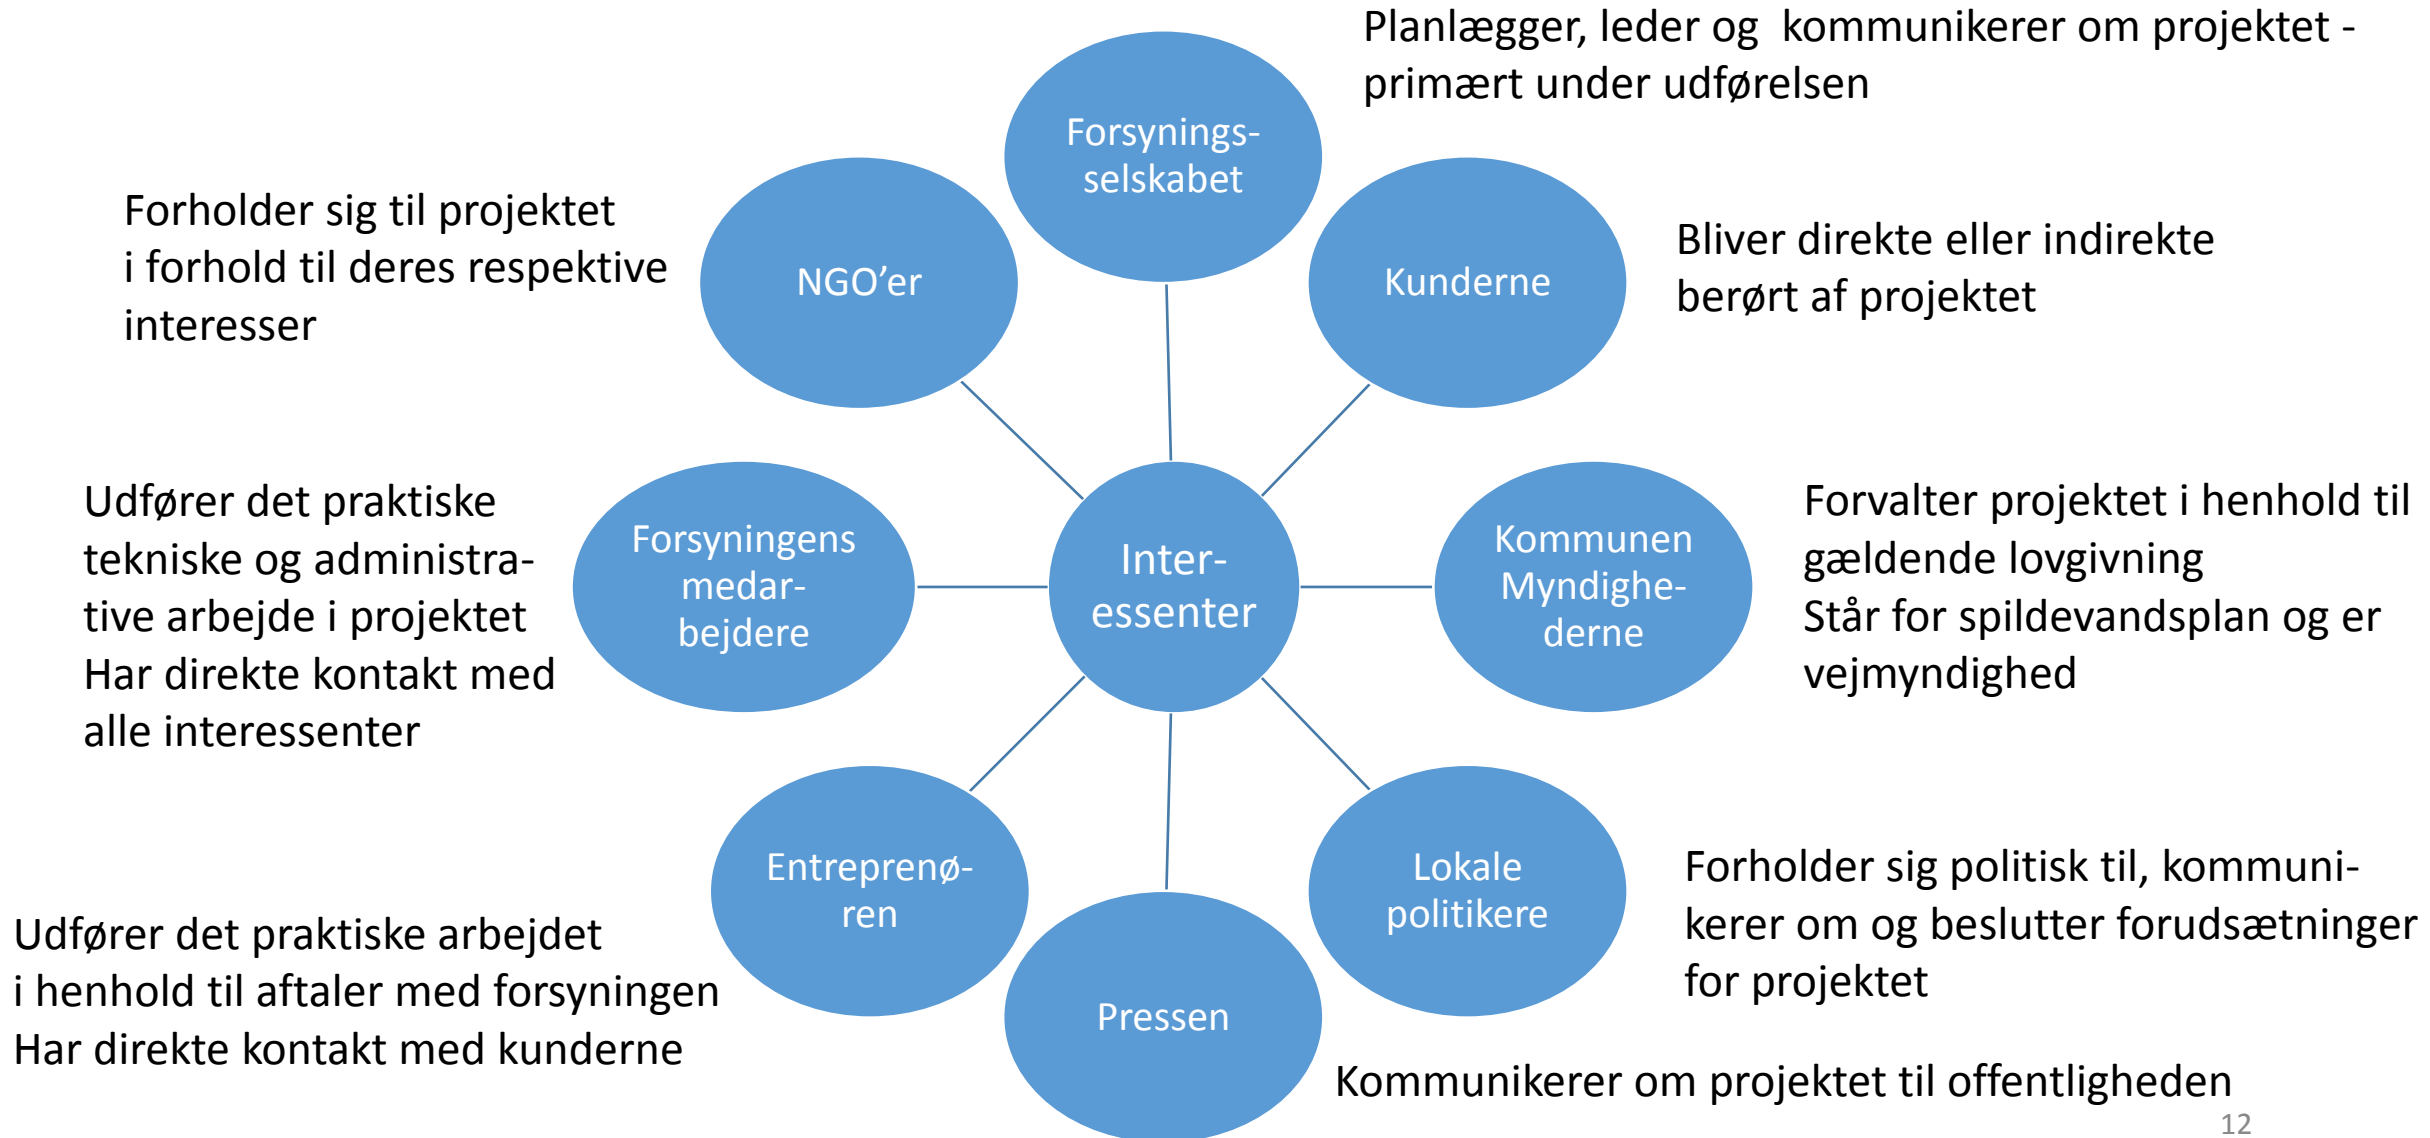 Planlægger, leder og  kommunikerer om projektet -
primært under udførelsen
Forsynings-
selskabet
Forholder sig til projektet
i forhold til deres respektive
interesser
NGO’er
Kunderne
Bliver direkte eller indirekte
berørt af projektet
Udfører det praktiske
tekniske og administra-
tive arbejde i projektet
Har direkte kontakt med
alle interessenter
Forsyningens
medar-
bejdere
Inter-
essenter
Kommunen
Myndighe-
derne
Forvalter projektet i henhold til
gældende lovgivning
Står for spildevandsplan og er
vejmyndighed
Udfører det praktiske arbejdet
i henhold til aftaler med forsyningen
Har direkte kontakt med kunderne
Entreprenø-
ren
Pressen
Lokale
politikere
Forholder sig politisk til, kommuni-
kerer om og beslutter forudsætninger
for projektet
Kommunikerer om projektet til offentligheden
12